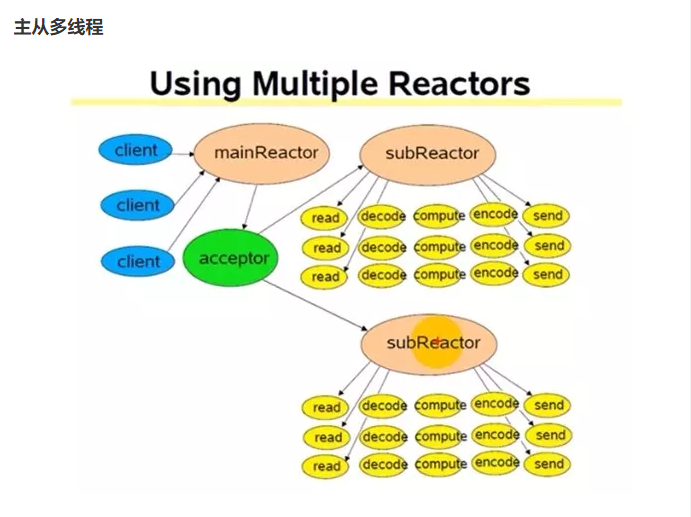 主从多线程
Using Multiple Reactors
client
mainReactor
subReactor
client
client
acceptor
read decode compute encode send
read decode compute encode send
read decode compute encode send
subReactor
read decode compute encode send
read decode compute encode send
read decode compute encode send